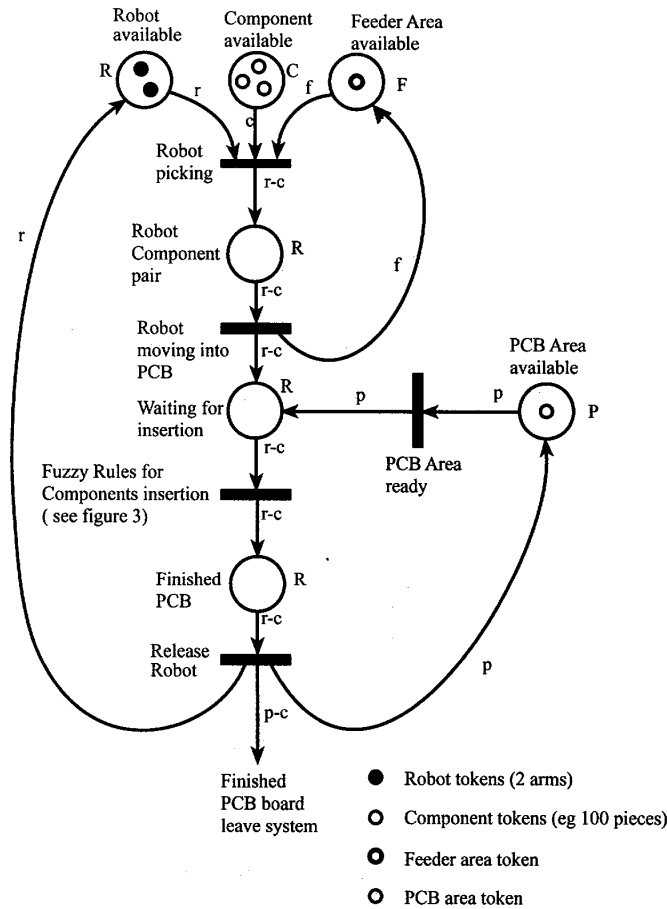 Robot
available
Component
available
Feeder Area
available
R
C
F
r
c
f
Robot
picking
r-c
Robot
Component
pair
R
r
f
r-c
Robot
moving into
PCB
r-c
PCB Area
available
R
Waiting for
insertion
p
p
P
r-c
PCB Area
ready
Fuzzy Rules for
Components insertion
( see figure 3)
r-c
Finished
PCB
R
r-c
Release
Robot
p
p-c
Finished
PCB board
leave system
Robot tokens (2 arms)
Component tokens (eg 100 pieces)
Feeder area token
PCB area token